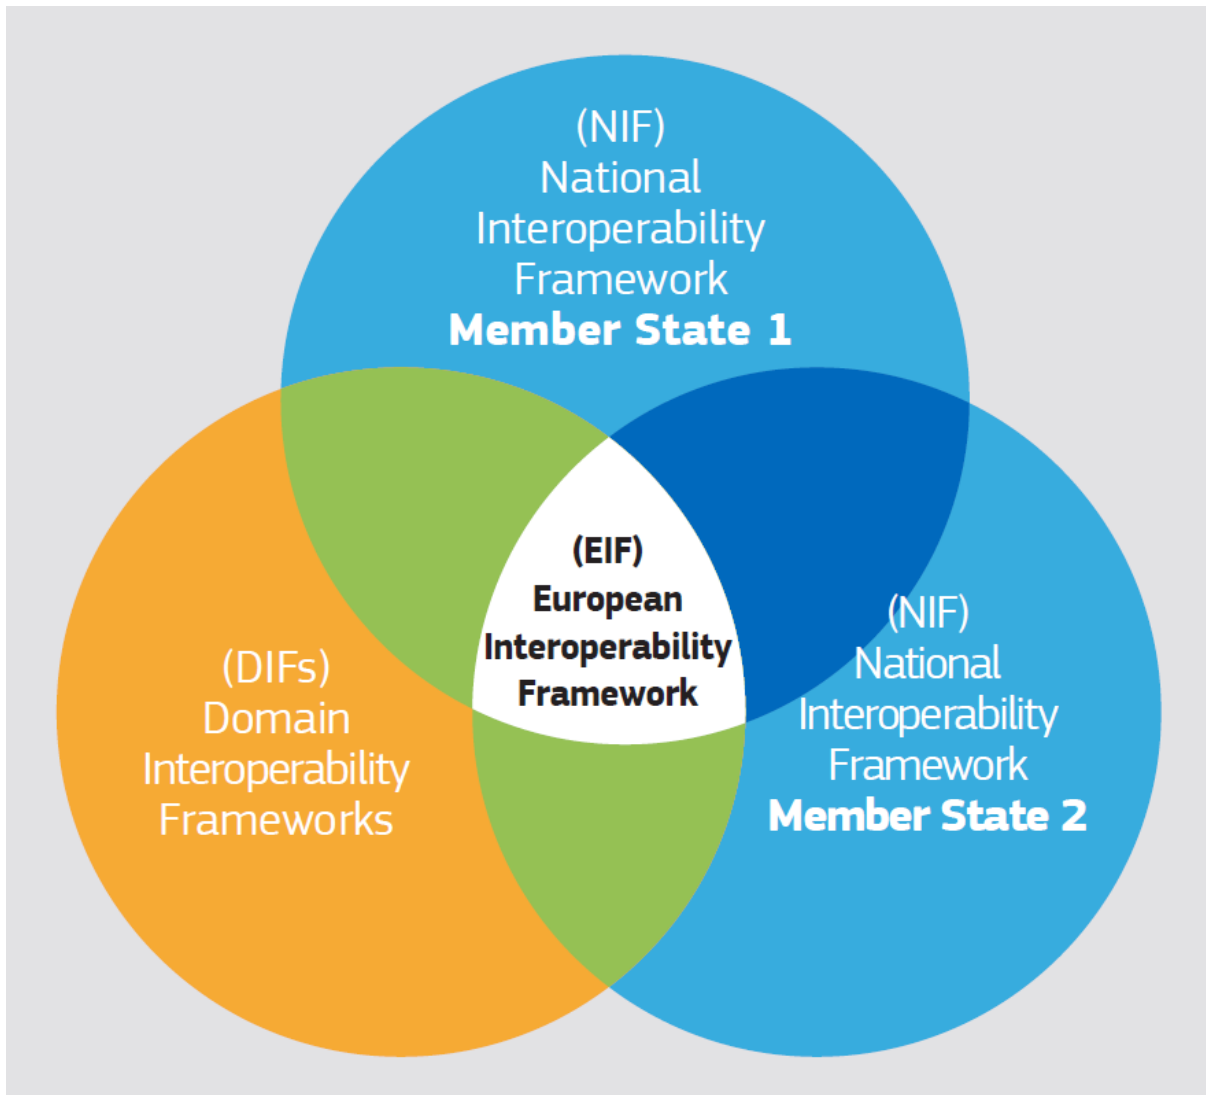 (NIF)
National
Interoperability
Framework
Member State 1
(EIF)
European
Interoperability
Framework
(DIFs)
Domain
Interoperability
Frameworks
(NIF)
National
Interoperability
Framework
Member State 2